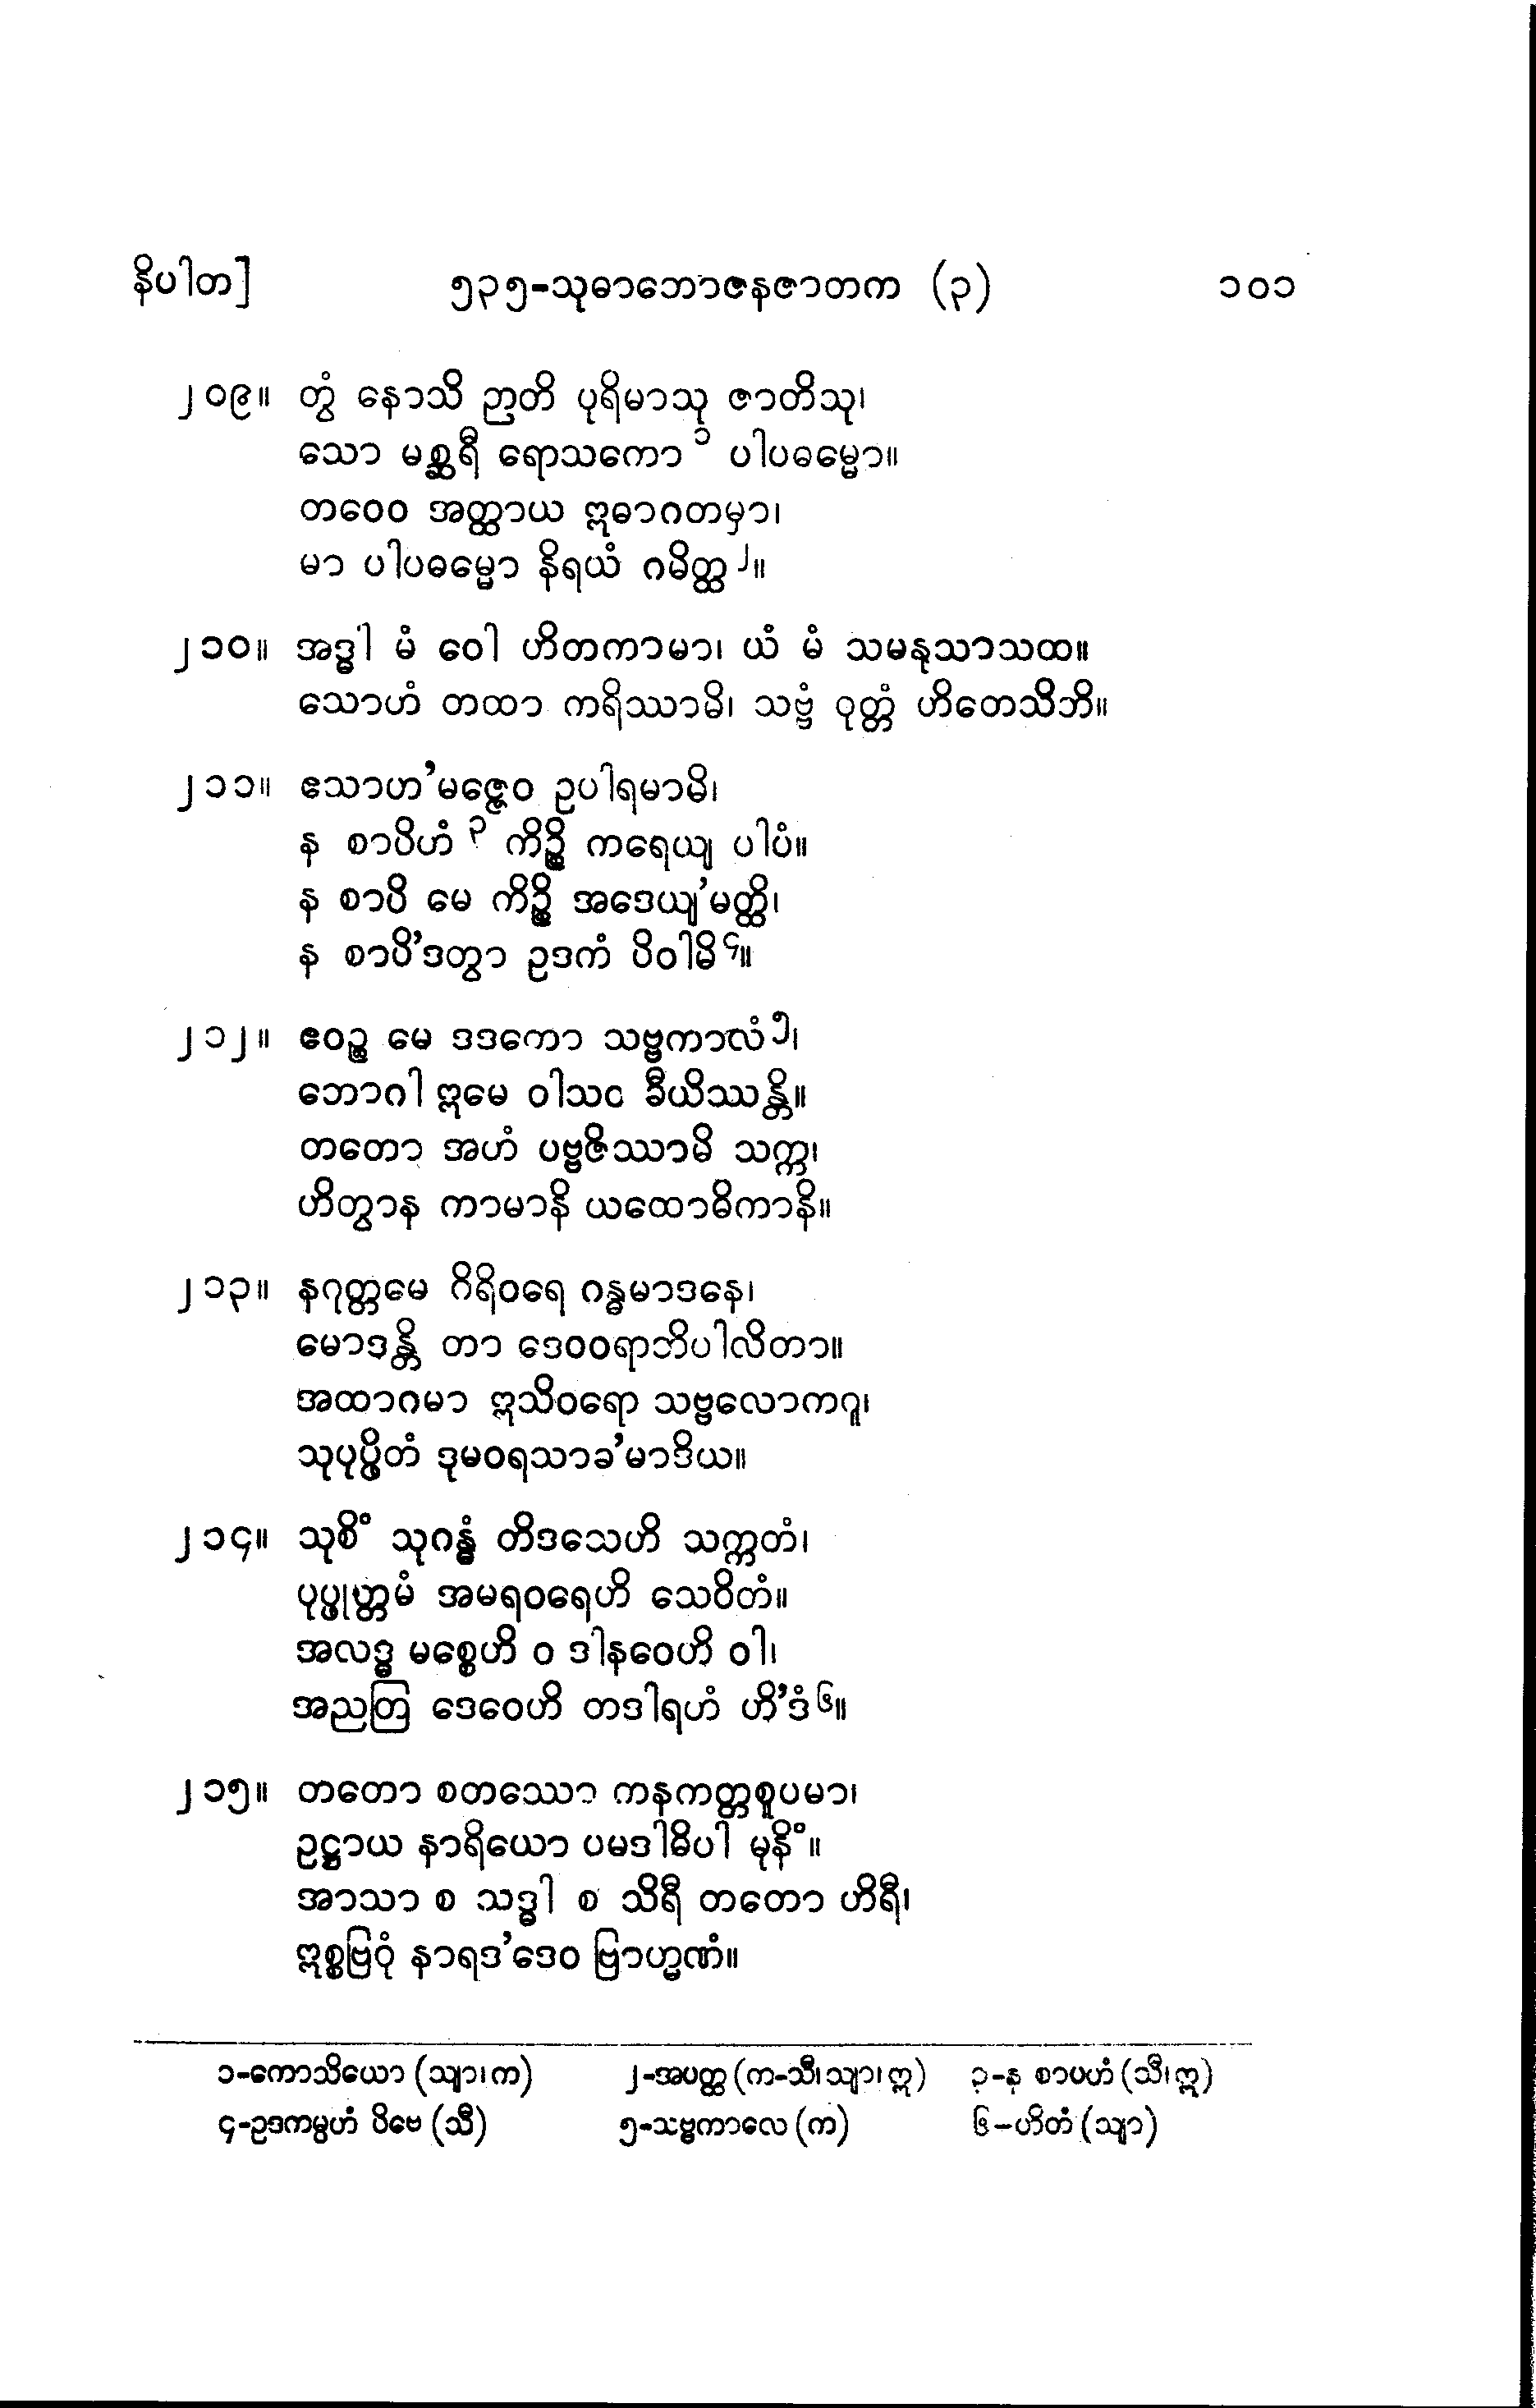 နိပါတ]	၅၃၅-သုဓာဘောဇနဇာတက (၃)	၁၀၁
၂၀၉။ တွံ နောသိ ဉာတိ ပုရိမာသု ဇာတိသု၊
သော မစ္ဆရီ ရောသကော ၁ ပါပဓမ္မော။
တဝေဝ အတ္ထာယ ဣဓာဂတမှာ၊
မာ ပါပဓမ္မော နိရယံ ဂမိတ္ထ ၂။
၂၁၀။ အဒ္ဓါ မံ ဝေါ ဟိတကာမာ၊ ယံ မံ သမနုသာသထ။
သောဟံ တထာ ကရိဿာမိ၊ သဗ္ဗံ ဝုတ္တံ ဟိတေသိဘိ။
၂၁၁။ ဧသာဟ’မဇ္ဇေဝ ဥပါရမာမိ၊
န စာပိဟံ ၃ ကိဉ္စိ ကရေယျ ပါပံ။
န စာပိ မေ ကိဉ္စိ အဒေယျ’မတ္ထိ၊
န စာပိ’ဒတွာ ဥဒကံ ပိဝါမိ ၄။
၂၁၂။ ဧဝဉ္စ မေ ဒဒကော သဗ္ဗကာလံ ၅၊
ဘောဂါ ဣမေ ဝါသဝ ခီယိဿန္တိ။
တတော အဟံ ပဗ္ဗဇိဿာမိ သက္က၊
ဟိတွာန ကာမာနိ ယထောဓိကာနိ။
၂၁၃။ နဂုတ္တမေ ဂိရိဝရေ ဂန္ဓမာဒနေ၊
မောဒန္တိ တာ ဒေဝဝရာဘိပါလိတာ။
အထာဂမာ ဣသိဝရော သဗ္ဗလောကဂူ၊
သုပုပ္ဖိတံ ဒုမဝရသာခ’မာဒိယ။
၂၁၄။ သုစိံ သုဂန္ဓံ တိဒသေဟိ သက္ကတံ၊
ပုပ္ဖုတ္တမံ အမရဝရေဟိ သေဝိတံ။
အလဒ္ဓ မစ္စေဟိ ဝ ဒါနဝေဟိ ဝါ၊
အညတြ ဒေဝေဟိ တဒါရဟံ ဟိ’ဒံ ၆။
၂၁၅။ တတော စတဿော ကနကတ္တစူပမာ၊
ဥဋ္ဌာယ နာရိယော ပမဒါဓိပါ မုနိံ။
အာသာ စ သဒ္ဓါ စ သိရီ တတော ဟိရီ၊
ဣစ္စဗြဝုံ နာရဒ’ဒေဝ ဗြာဟ္မဏံ။
၁-ကောသိယော (သျာ၊က)	၂-အပတ္ထ (က-သီ၊သျာ၊ဣ)	၃-န စာပဟံ (သီ၊ဣ)
၄-ဥဒကမ္ပဟံ ပိဗေ (သီ)	၅-သဗ္ဗကာလေ (က)	၆-ဟိတံ (သျာ)